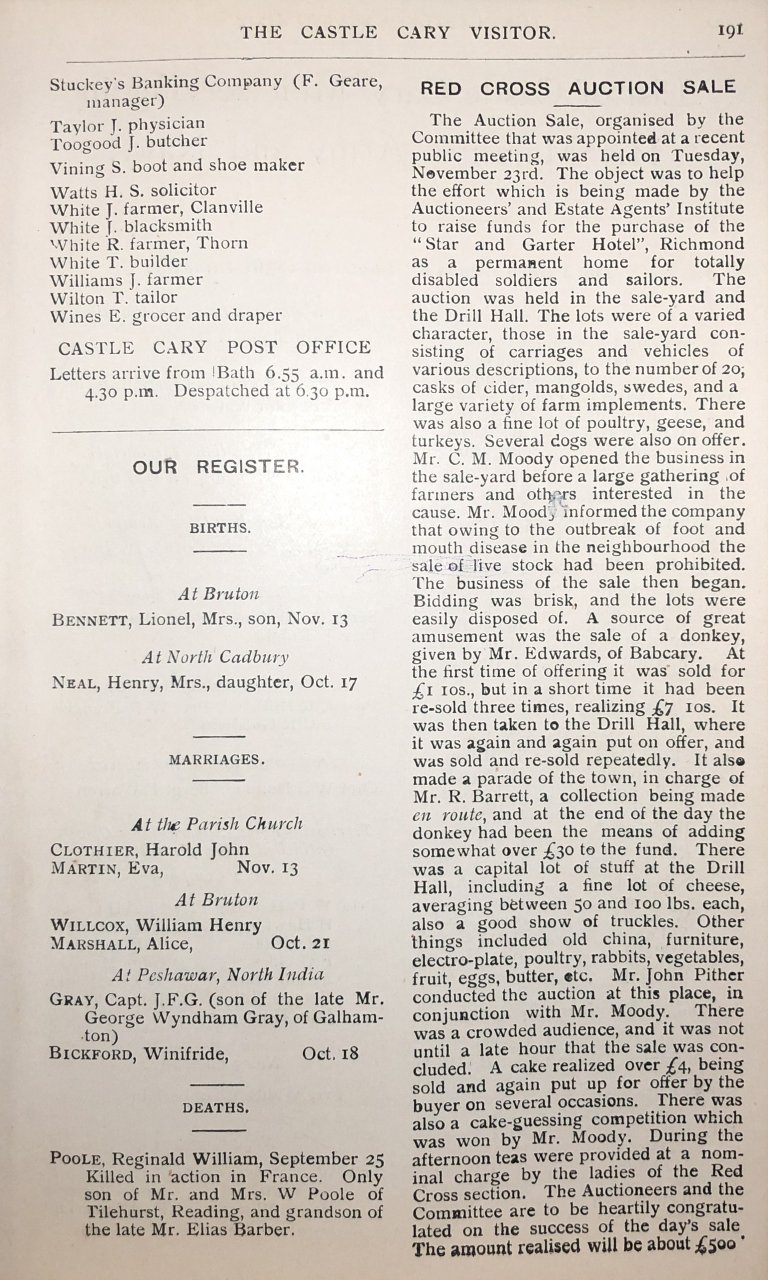 THE CASTLE CARY VISITOR.
191
Stuckey's Banking Company (F. Geare,
manager)
Taylor J. physician
Toogood J. butcher
Vining S. boot and shoe maker
Watts H. S. solicitor
White J. farmer, Clanville
White J. blacksmith
White R. farmer, Thorn
White T. builder
Williams J. farmer
Wilton T. tailor
Wines E. grocer and draper
CASTLE CARY POST OFFICE
Letters arrive from Bath 6.55 a.m. and
4.30 p.m. Despatched at 6.30 p.m.
OUR REGISTER.
BIRTHS.
At Bruton
BENNETT, Lionel, Mrs., son, Nov. 13
At North Cadbury
NEAL, Henry, Mrs., daughter, Oct. 17
MARRIAGES.
At the Parish Church
CLOTHIER, Harold John
MARTIN, Eva, Nov. 13
At Bruton
WILLCOX, William Henry
MARSHALL, Alice, Oct. 21
At Peshawar, North India
GRAY, Capt. J.F.G. (son of the late Mr.
George Wyndham Gray, of Galham-
ton)
BICKFORD, Winifride, Oct. 18
DEATHS.
POOLE, Reginald William, September 25
Killed in action in France. Only
son of Mr. and Mrs. W Poole of
Tilehurst, Reading, and grandson of
the late Mr. Elias Barber.
RED CROSS AUCTION SALE
The Auction Sale, organised by the
Committee that was appointed at a recent
public meeting, was held on Tuesday,
November 23rd. The object was to help
the effort which is being made by the
Auctioneers' and Estate Agents' Institute
to raise funds for the purchase of the
"Star and Garter Hotel", Richmond
as a permanent home for totally
disabled soldiers and sailors. The
auction was held in the sale-yard and
the Drill Hall. The lots were of a varied
character, those in the sale-yard con-
sisting of carriages and vehicles of
various descriptions, to the number of 20;
casks of cider, mangolds, swedes, and a
large variety of farm implements. There
was also a fine lot of poultry, geese, and
turkeys. Several dogs were also on offer.
Mr. C. M. Moody opened the business in
the sale-yard before a large gathering of
farmers and others interested in the
cause. Mr. Moody informed the company
that owing to the outbreak of foot and
mouth disease in the neighbourhood the
sale of live stock had been prohibited.
The business of the sale then began.
Bidding was brisk, and the lots were
easily disposed of. A source of great
amusement was the sale of a donkey,
given by Mr. Edwards, of Babcary. At
the first time of offering it was sold for
£1 10s., but in a short time it had been
re-sold three times, realizing £7 10s. It
was then taken to the Drill Hall, where
it was again and again put on offer, and
was sold and re-sold repeatedly. It also
made a parade of the town, in charge of
Mr. R. Barrett, a collection being made
en route, and at the end of the day the
donkey had been the means of adding
somewhat over £30 to the fund. There
was a capital lot of stuff at the Drill
Hall, including a fine lot of cheese,
averaging between 50 and 100 lbs. each,
also a good show of truckles. Other
things included old china, furniture,
electro-plate, poultry, rabbits, vegetables,
fruit, eggs, butter, etc. Mr. John Pither
conducted the auction at this place, in
conjunction with Mr. Moody. There
was a crowded audience, and it was not
until a late hour that the sale was con-
cluded. A cake realized over £4, being
sold and again put up for offer by the
buyer on several occasions. There was
also a cake-guessing competition which
was won by Mr. Moody. During the
afternoon teas were provided at a nom-
inal charge by the ladies of the Red
Cross section. The Auctioneers and the
Committee are to be heartily congratu-
lated on the success of the day's sale
The amount realised will be about £500